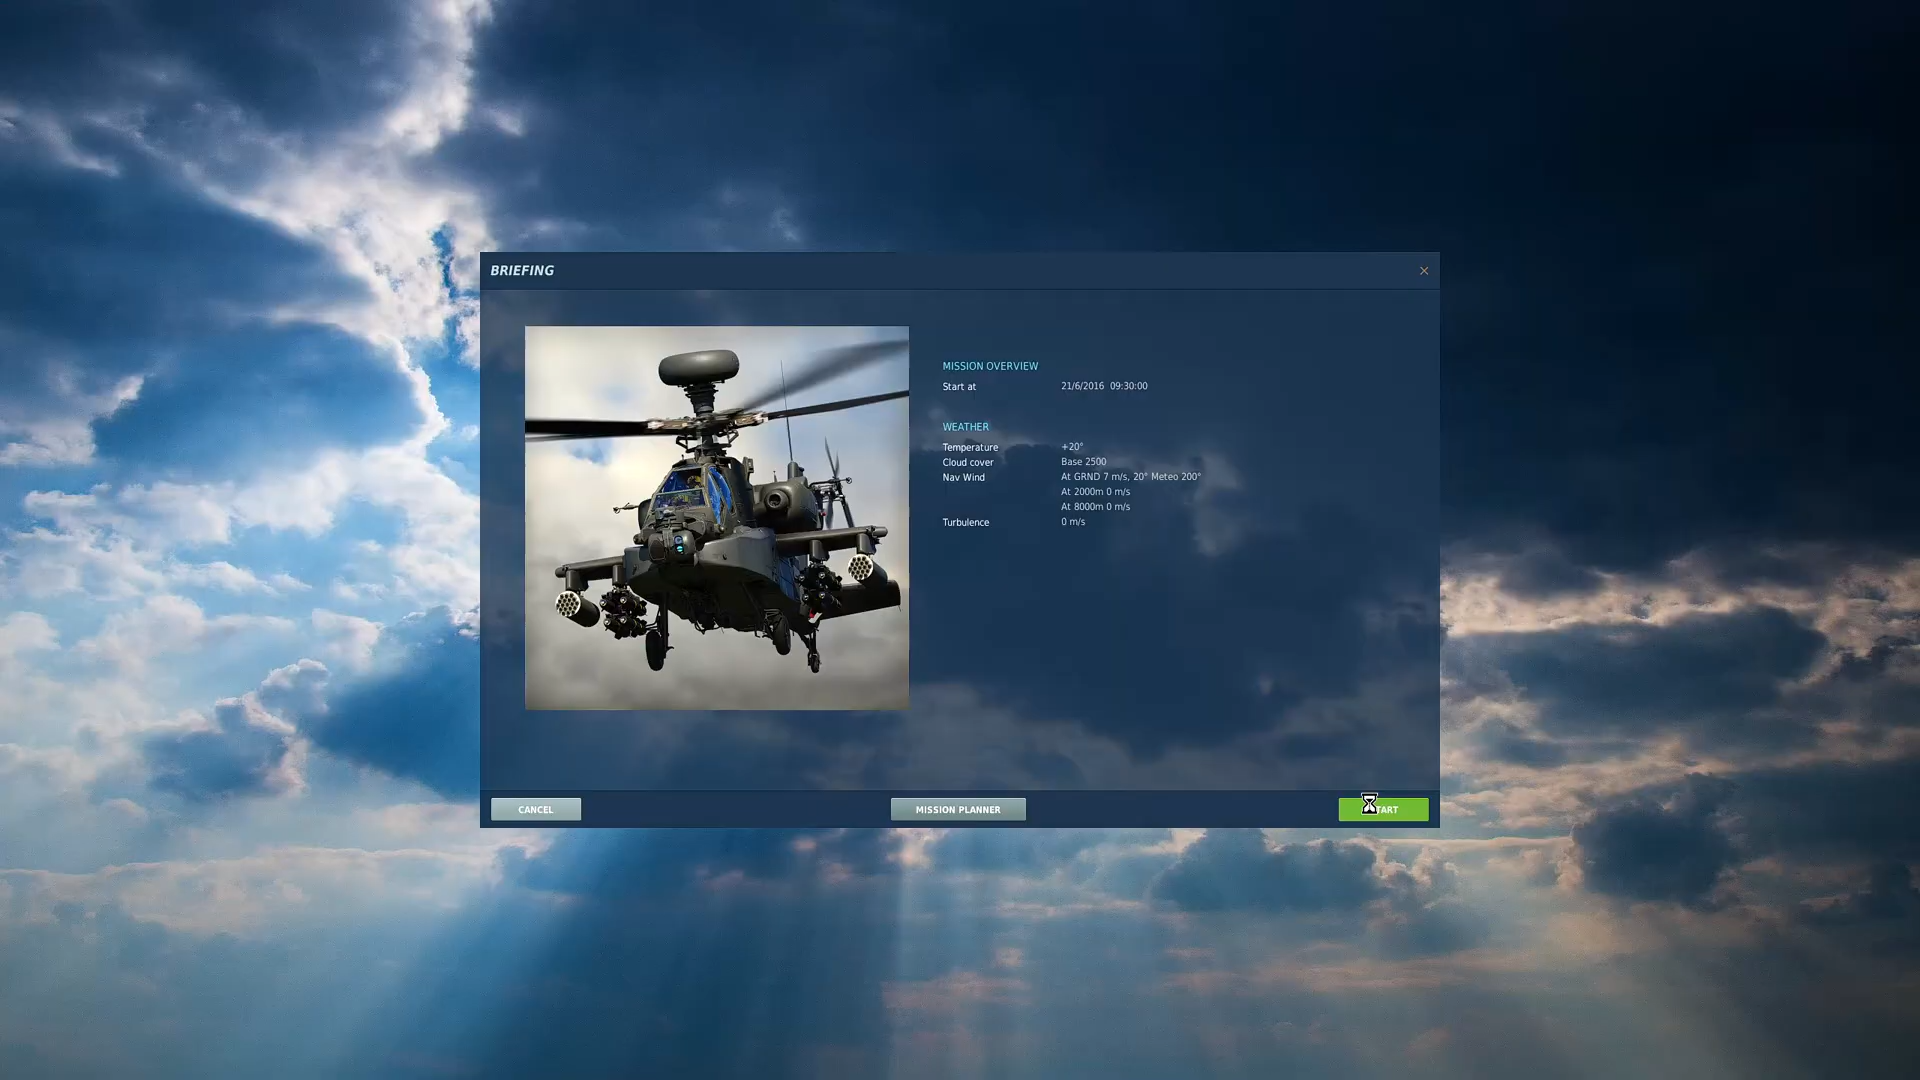 BRIEFING
MISSION OVERVIEW
Start at 21/6/2016 09:30:00
WEATHER
Temperature +20°
Cloud cover Base 2500
Nav Wind At GRND 7 m/s, 20° Meteo 200°
At 2000m 0 m/s
At 8000m 0 m/s
Turbulence 0 m/s
CANCEL
MISSION PLANNER